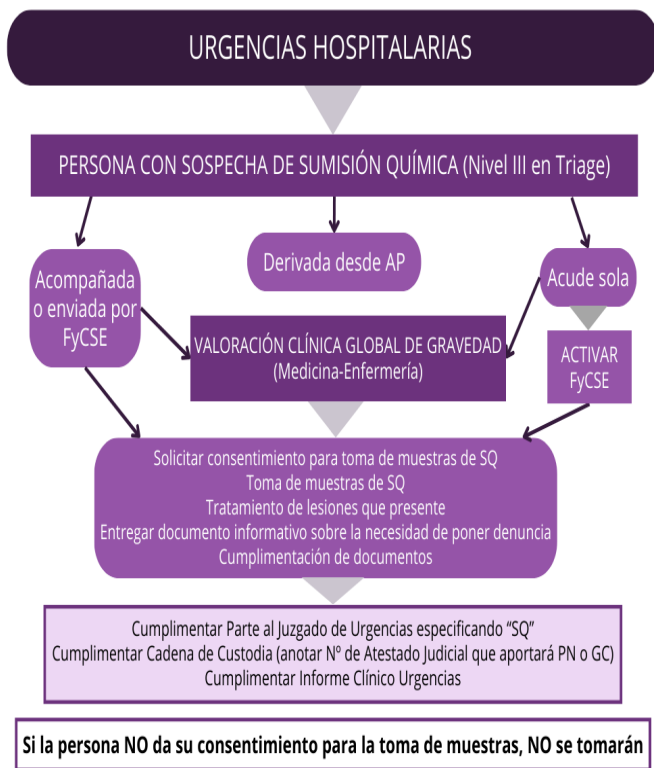 URGENCIAS HOSPITALARIAS
PERSONA CON SOSPECHA DE SUMISIÓN QUÍMICA (Nivel III en Triage)
Acompañada
o enviada por
FyCSE
Derivada desde AP
Acude sola
VALORACIÓN CLÍNICA GLOBAL DE GRAVEDAD
(Medicina-Enfermería)
ACTIVAR
FyCSE
Solicitar consentimiento para toma de muestras de SQ
Toma de muestras de SQ
Tratamiento de lesiones que presente
Entregar documento informativo sobre la necesidad de poner denuncia
Cumplimentación de documentos
Cumplimentar Parte al Juzgado de Urgencias especificando “SQ”
Cumplimentar Cadena de Custodia (anotar Nº de Atestado Judicial que aportará PN o GC)
Cumplimentar Informe Clínico Urgencias
Si la persona NO da su consentimiento para la toma de muestras, NO se tomarán